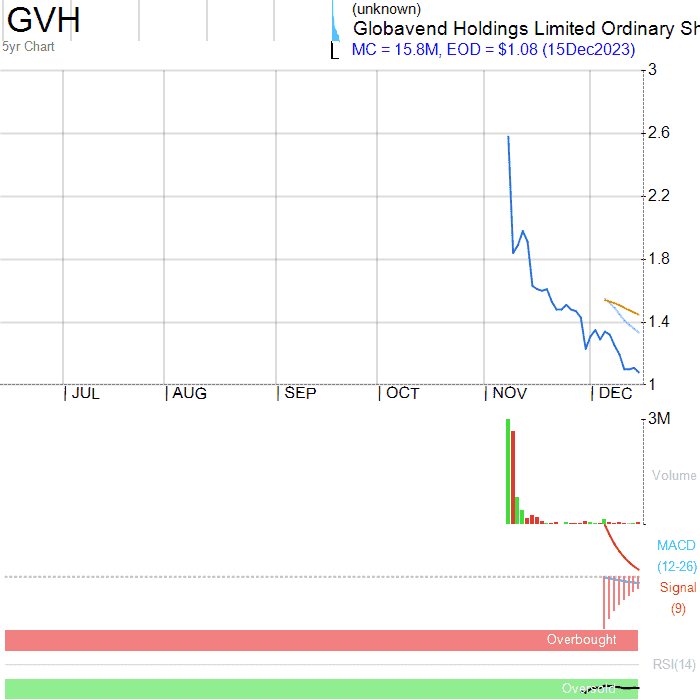 GVH
5yr Chart
(unknown)
Globavend Holdings Limited Ordinary Sh
MC = 15.8M, EOD = $1.08 (15Dec2023)
3
2.6
2.2
1.8
1.4
1
JUL AUG SEP OCT NOV DEC
3M
Volume
MACD
(12-26)
Signal
(9)
Overbought
RSI(14)
Oversold